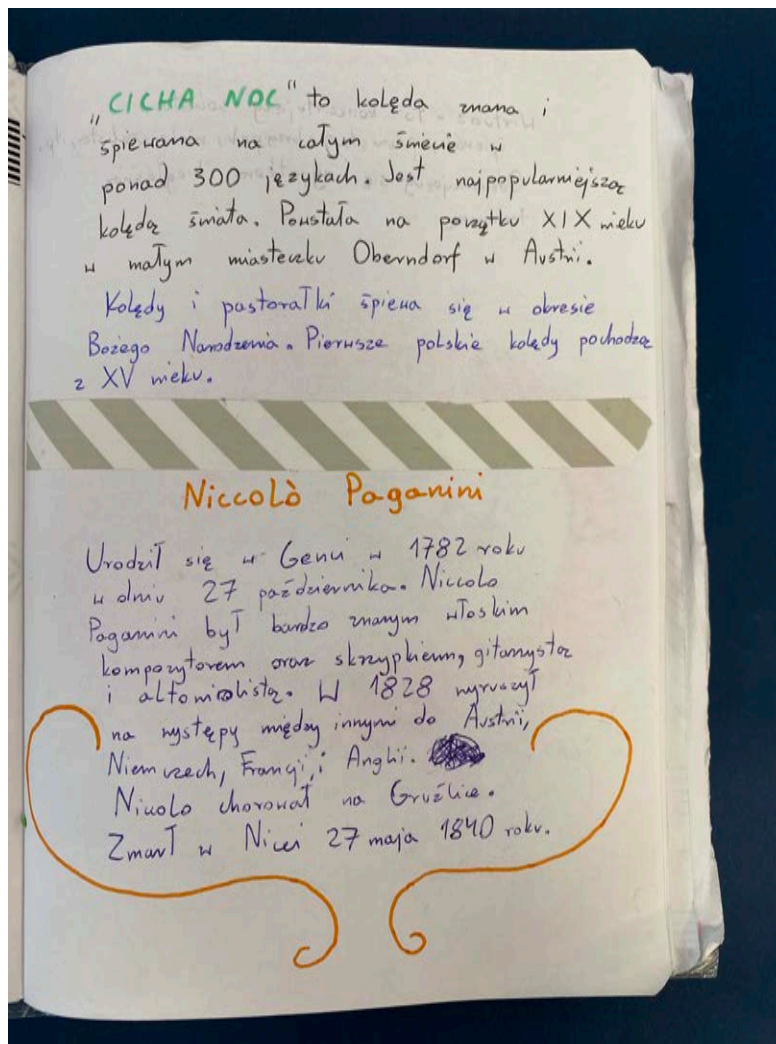 „CICHA NOC" to kolęda znana i
śpiewana na całym świecie w
ponad 300 językach. Jest najpopularniejszą
kolędą świata. Powstała na początku XIX wieku
w małym miasteczku Oberndorf w Austrii.
Kolędy i pastorałki śpiewa się w okresie
Bożego Narodzenia. Pierwsze polskie kolędy pochodzą
z XV wieku.
Niccolò Paganini
Urodził się w Genui w 1782 roku
w dniu 27 października. Niccolo
Paganini był bardzo znanym włoskim
kompozytorem oraz skrzypkiem, gitarzystą
i altowiolistą. W 1828 wyruszył
na występy między innymi do Austrii,
Niemczech, Francji, i Anglii.
Nicolo chorował na Gruźlice.
Zmarł w Nicei 27 maja 1840 roku.